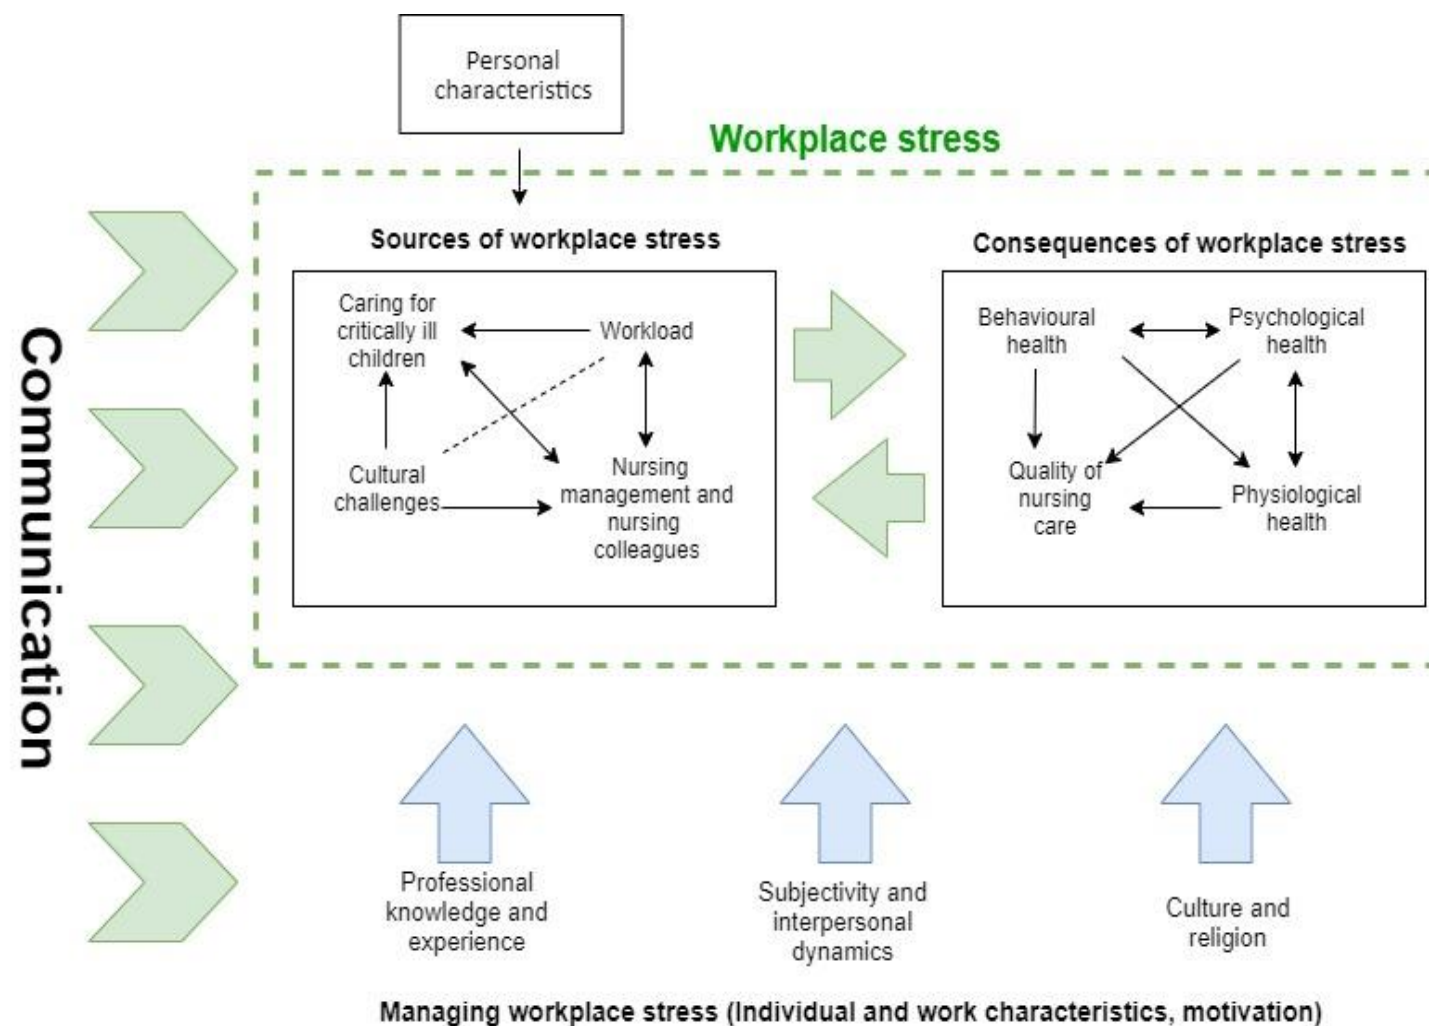 Personal
characteristics
Workplace stress
Communication
Sources of workplace stress
Caring for
critically ill
children
Workload
Cultural
challenges
Nursing
management and
nursing
colleagues
Consequences of workplace stress
Behavioural
health
Psychological
health
Quality of
nursing
care
Physiological
health
Professional
knowledge and
experience
Subjectivity and
interpersonal
dynamics
Culture and
religion
Managing workplace stress (Individual and work characteristics, motivation)